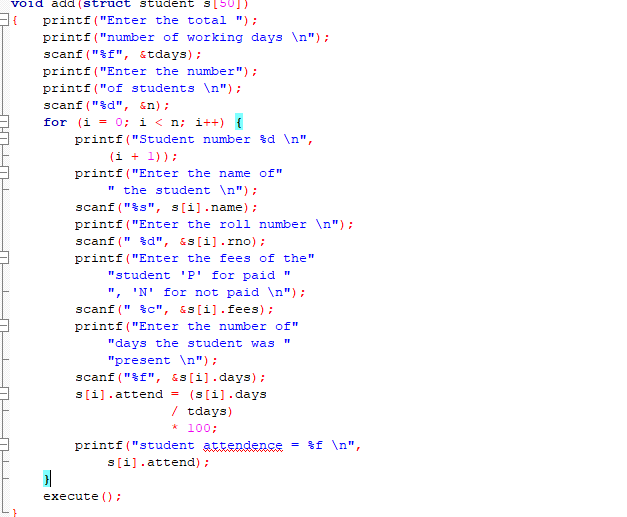 void add(struct student s[50])
{   printf("Enter the total ");
    printf("number of working days \n");
    scanf("%f", &tdays);
    printf("Enter the number");
    printf("of students \n");
    scanf("%d", &n);
    for (i = 0; i < n; i++) {
        printf("Student number %d \n",
            (i + 1));
        printf("Enter the name of"
            " the student \n");
        scanf("%s", s[i].name);
        printf("Enter the roll number \n");
        scanf(" %d", &s[i].rno);
        printf("Enter the fees of the"
            "student 'P' for paid "
            ", 'N' for not paid \n");
        scanf(" %c", &s[i].fees);
        printf("Enter the number of"
            "days the student was "
            "present \n");
        scanf("%f", &s[i].days);
        s[i].attend = (s[i].days
                    / tdays)
                    * 100;
        printf("student attendence = %f \n",
            s[i].attend);
    }
    execute();
}